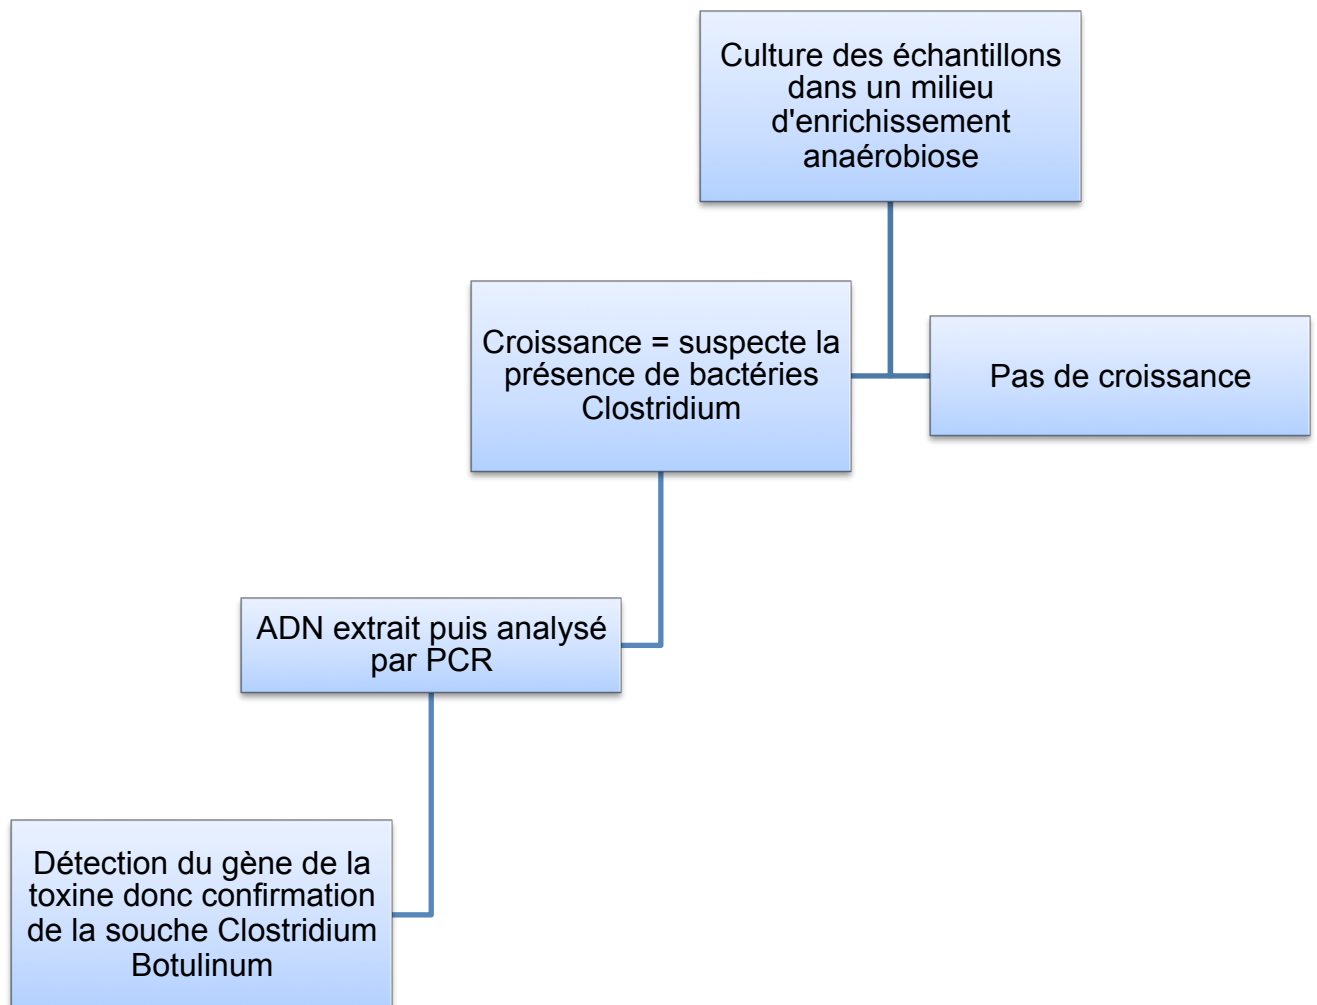 Culture des échantillons
dans un milieu
d'enrichissement
anaérobiose
Croissance = suspecte la
présence de bactéries
Clostridium
Pas de croissance
ADN extrait puis analysé
par PCR
Détection du gène de la
toxine donc confirmation
de la souche Clostridium
Botulinum